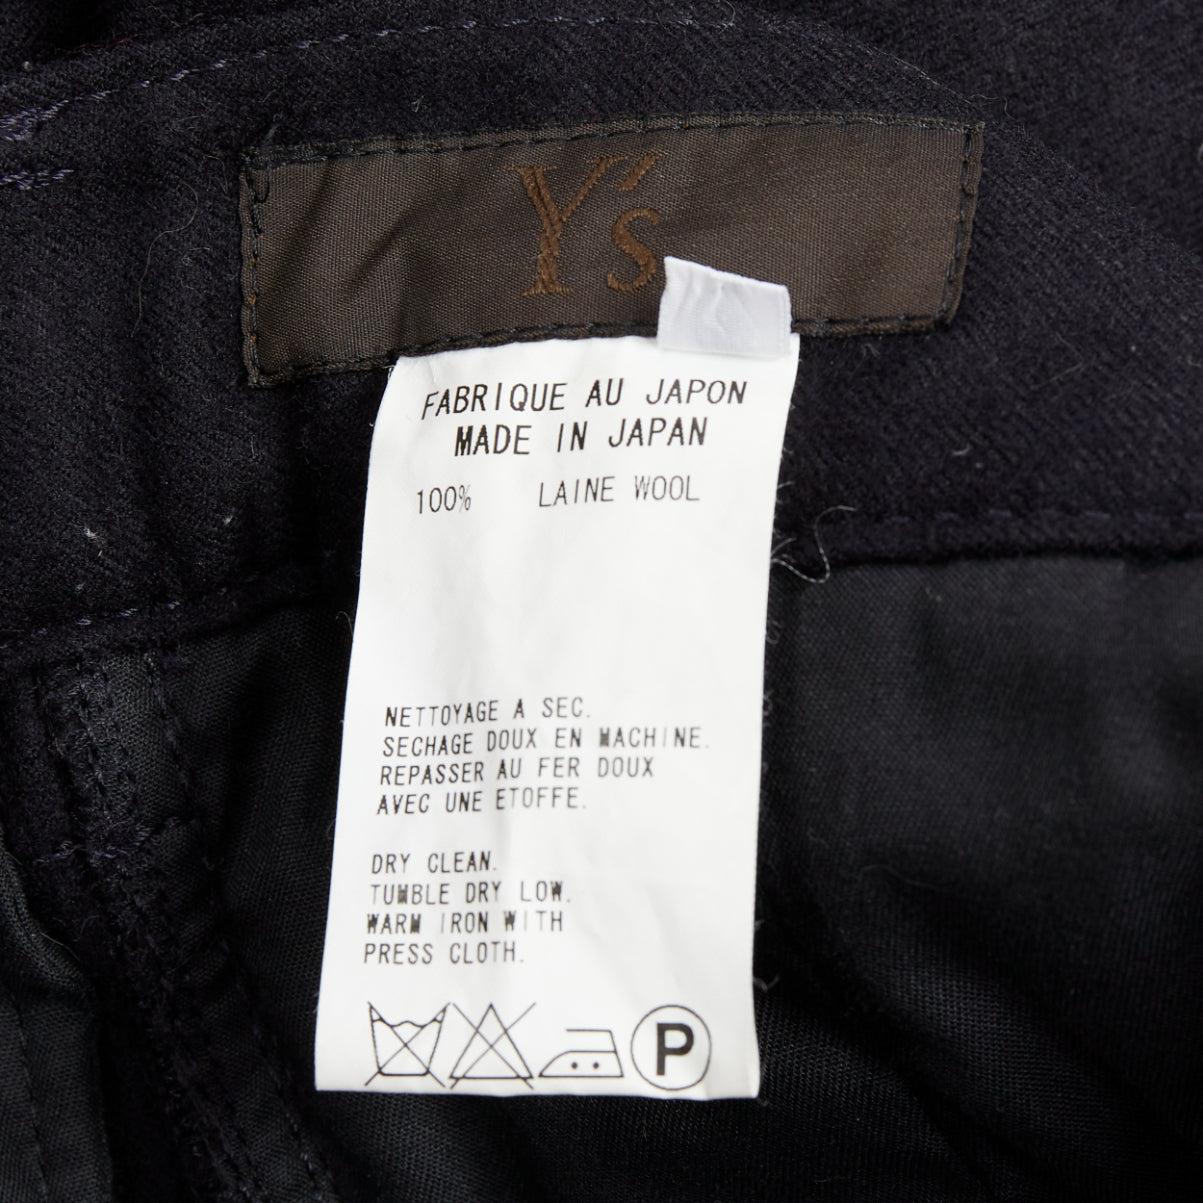 Y's
FABRIQUE AU JAPON
MADE IN JAPAN
100% LAINE WOOL
NETTOYAGE A SEC.
SECHAGE DOUX EN MACHINE.
REPASSER AU FER DOUX
AVEC UNE ETOFFE.
DRY CLEAN.
TUMBLE DRY LOW.
WARM IRON WITH
PRESS CLOTH.
P